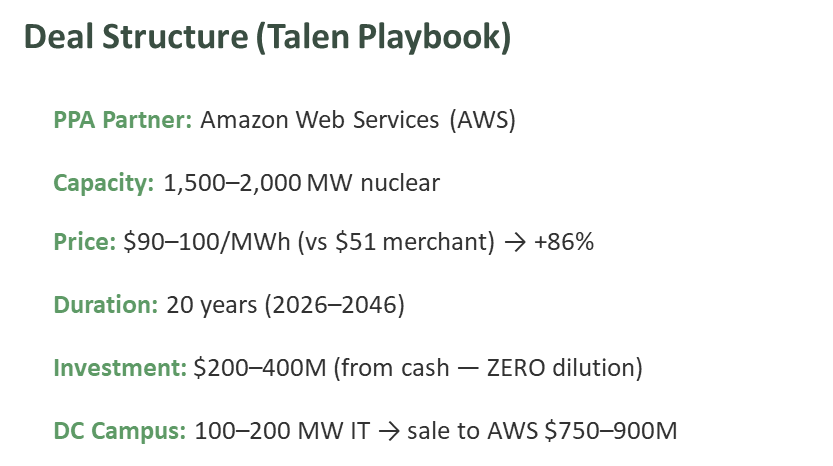 Deal Structure (Talen Playbook)
PPA Partner: Amazon Web Services (AWS)
Capacity: 1,500–2,000 MW nuclear
Price: $90–100/MWh (vs $51 merchant) → +86%
Duration: 20 years (2026–2046)
Investment: $200–400M (from cash — ZERO dilution)
DC Campus: 100–200 MW IT → sale to AWS $750–900M